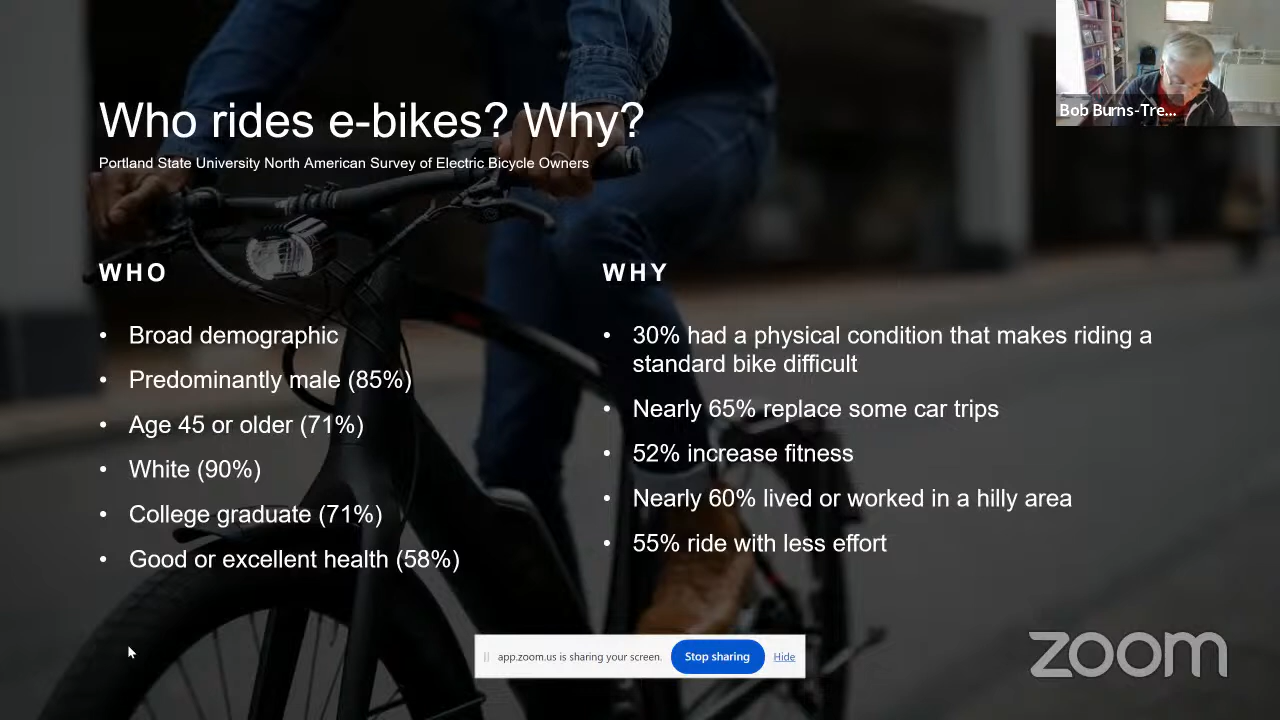 Who rides e-bikes? Why?
Portland State University North American Survey of Electric Bicycle Owners
Bob Burns-Tre...
WHO
• Broad demographic
• Predominantly male (85%)
• Age 45 or older (71%)
• White (90%)
• College graduate (71%)
• Good or excellent health (58%)
WHY
• 30% had a physical condition that makes riding a
standard bike difficult
• Nearly 65% replace some car trips
• 52% increase fitness
• Nearly 60% lived or worked in a hilly area
• 55% ride with less effort
app.zoom.us is sharing your screen.
Stop sharing
Hide
zoom